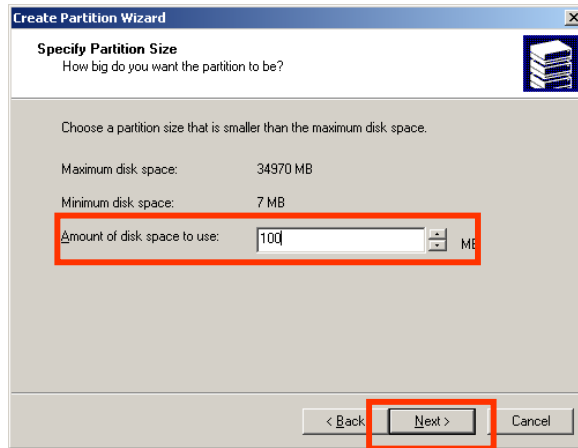 Create Partition Wizard
Specify Partition Size
How big do you want the partition to be?
Choose a partition size that is smaller than the maximum disk space.
Maximum disk space: 34970 MB
Minimum disk space: 7 MB
Amount of disk space to use: 100 MB
< Back Next > Cancel